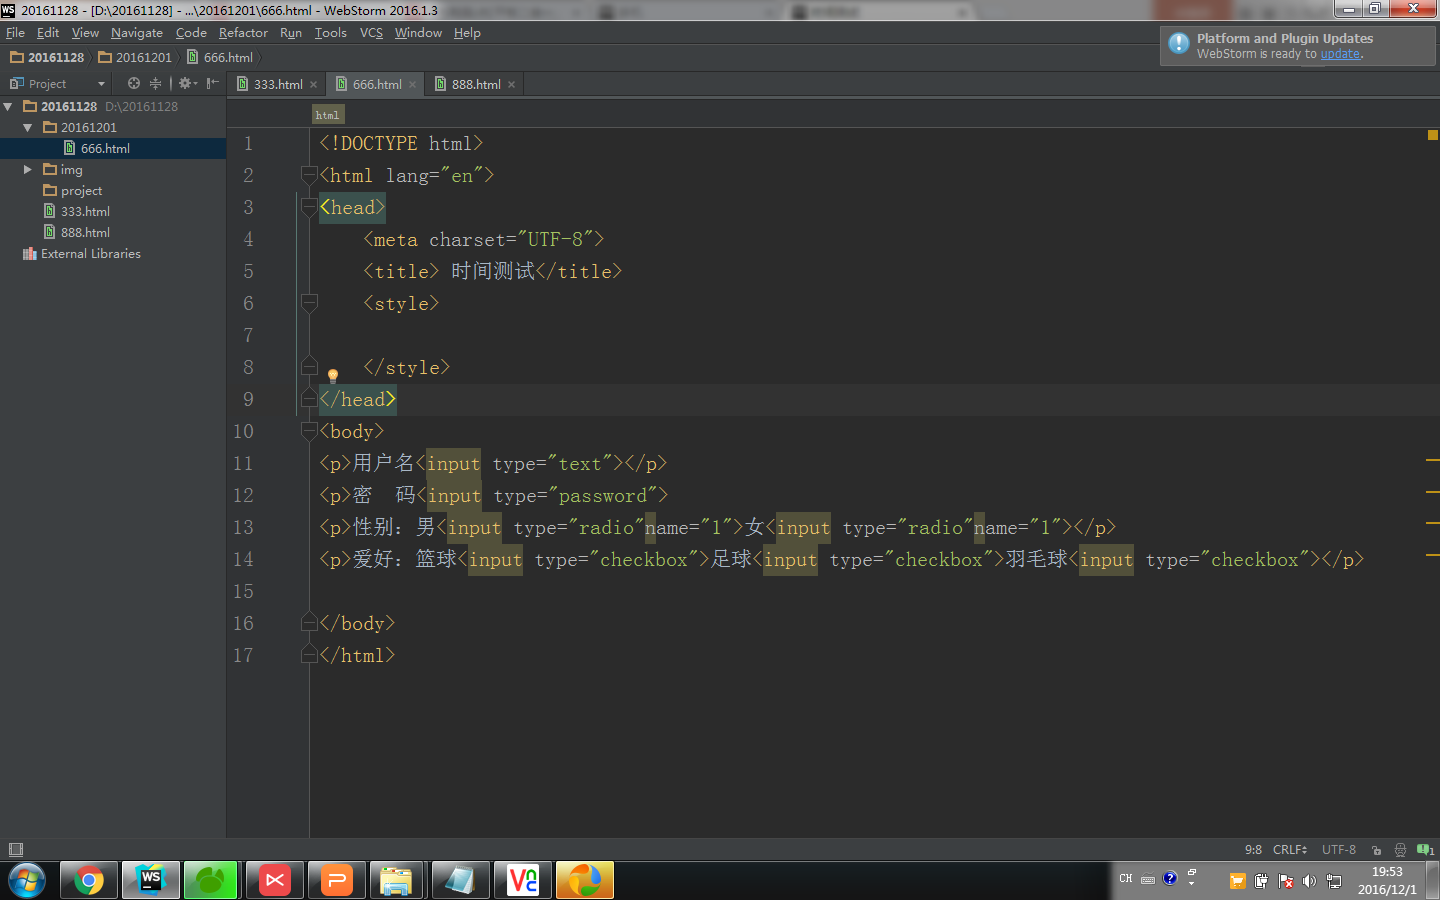 20161128 - [D:\20161128] - ...\20161201\666.html - WebStorm 2016.1.3
File Edit View Navigate Code Refactor Run Tools VCS Window Help
20161128 20161201 666.html
Platform and Plugin Updates
WebStorm is ready to update.
Project
333.html 666.html 888.html
20161128 D:\20161128
20161201
666.html
img
project
333.html
888.html
External Libraries
html
1 <!DOCTYPE html>
2 <html lang="en">
3 <head>
4 <meta charset="UTF-8">
5 <title> 时间测试</title>
6 <style>
7
8 </style>
9 </head>
10 <body>
11 <p>用户名<input type="text"></p>
12 <p>密  码<input type="password">
13 <p>性别：男<input type="radio"name="1">女<input type="radio"name="1"></p>
14 <p>爱好：篮球<input type="checkbox">足球<input type="checkbox">羽毛球<input type="checkbox"></p>
15
16 </body>
17 </html>
9:8 CRLF UTF-8 1
WS
VNC
CH
19:53
2016/12/1